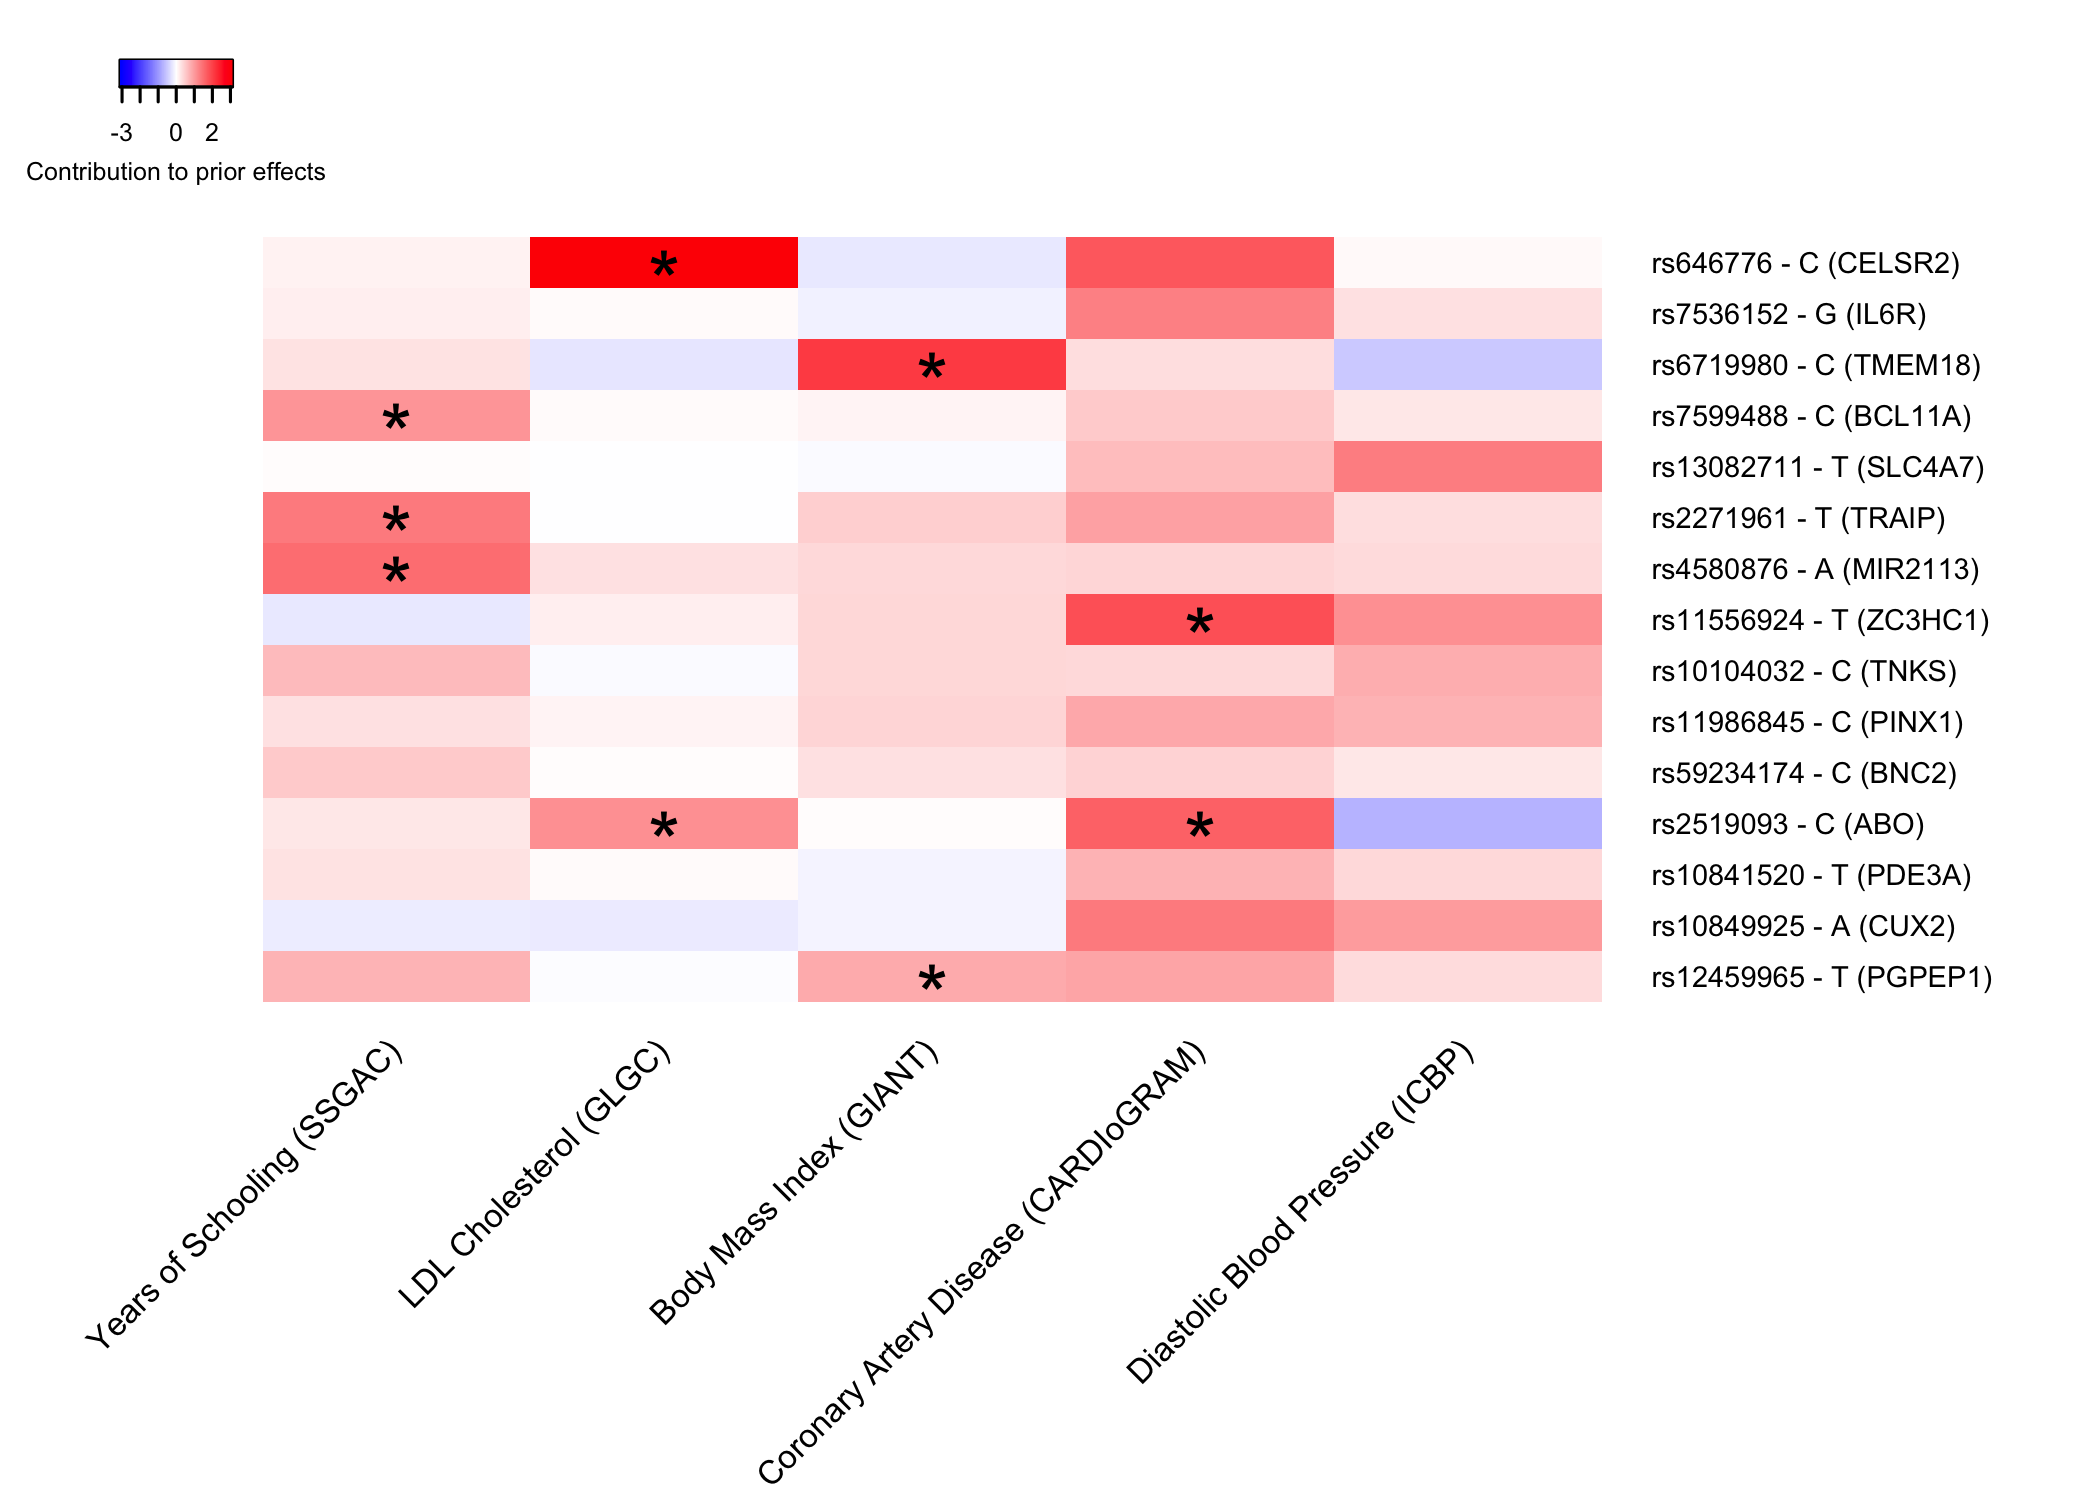 -3 0 2
Contribution to prior effects
* rs646776 - C (CELSR2)
rs7536152 - G (IL6R)
* rs6719980 - C (TMEM18)
* rs7599488 - C (BCL11A)
rs13082711 - T (SLC4A7)
* rs2271961 - T (TRAIP)
* rs4580876 - A (MIR2113)
* rs11556924 - T (ZC3HC1)
rs10104032 - C (TNKS)
rs11986845 - C (PINX1)
rs59234174 - C (BNC2)
* * rs2519093 - C (ABO)
rs10841520 - T (PDE3A)
rs10849925 - A (CUX2)
* rs12459965 - T (PGPEP1)
Years of Schooling (SSGAC)
LDL Cholesterol (GLGC)
Body Mass Index (GIANT)
Coronary Artery Disease (CARDIoGRAM)
Diastolic Blood Pressure (ICBP)